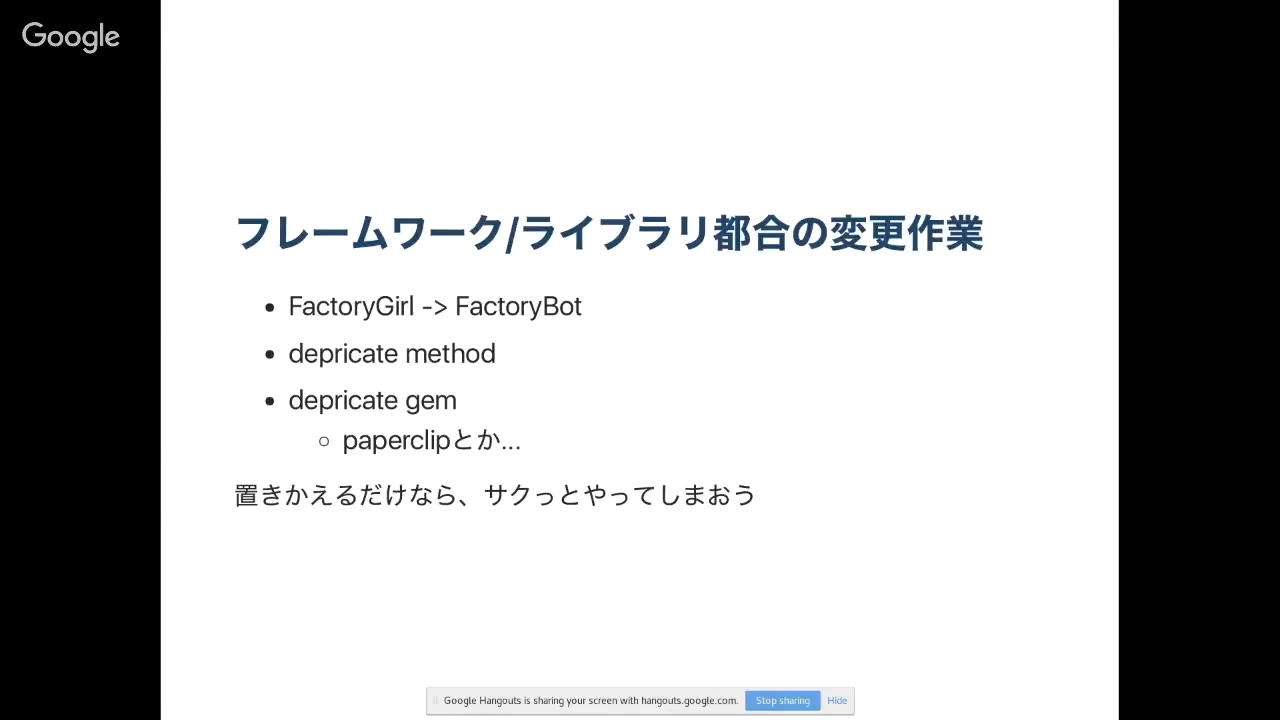 Google
フレームワーク/ライブラリ都合の変更作業
• FactoryGirl -> FactoryBot
• depricate method
• depricate gem
○ paperclipとか...
置きかえるだけなら、サクっとやってしまおう
Google Hangouts is sharing your screen with hangouts.google.com. Stop sharing Hide